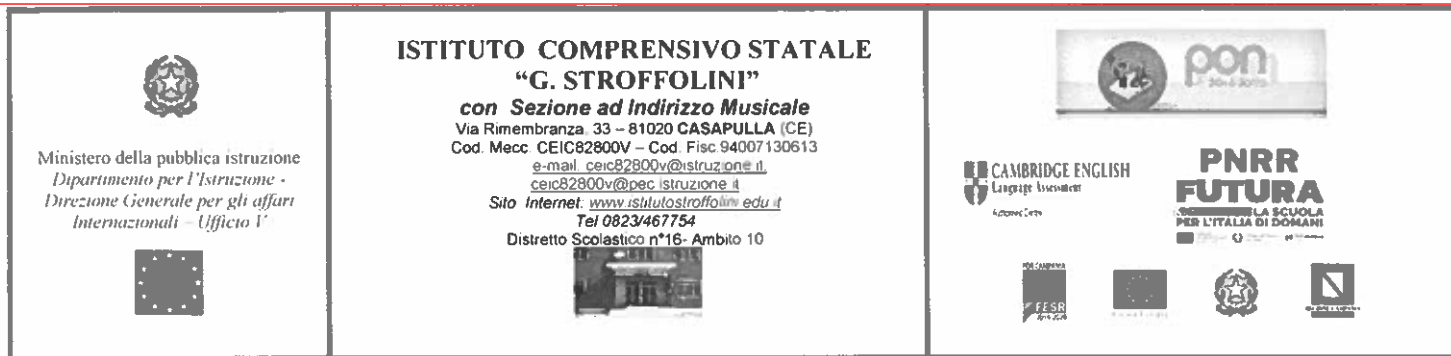 Ministero della pubblica istruzione
Dipartimento per l'Istruzione -
Direzione Generale per gli affari
Internazionali – Ufficio V
ISTITUTO COMPRENSIVO STATALE
“G. STROFFOLINI”
con Sezione ad Indirizzo Musicale
Via Rimembranza, 33 – 81020 CASAPULLA (CE)
Cod. Mecc. CEIC82800V – Cod. Fisc.94007130613
e-mail. ceic82800v@istruzione.it,
ceic82800v@pec.istruzione.it
Sito Internet: www.istitutostroffolini.edu.it
Tel 0823/467754
Distretto Scolastico n°16- Ambito 10
pon
CAMBRIDGE ENGLISH
Language Assessment
PNRR
FUTURA
LA SCUOLA
PER L'ITALIA DI DOMANI
POR CAMPANIA
FESR